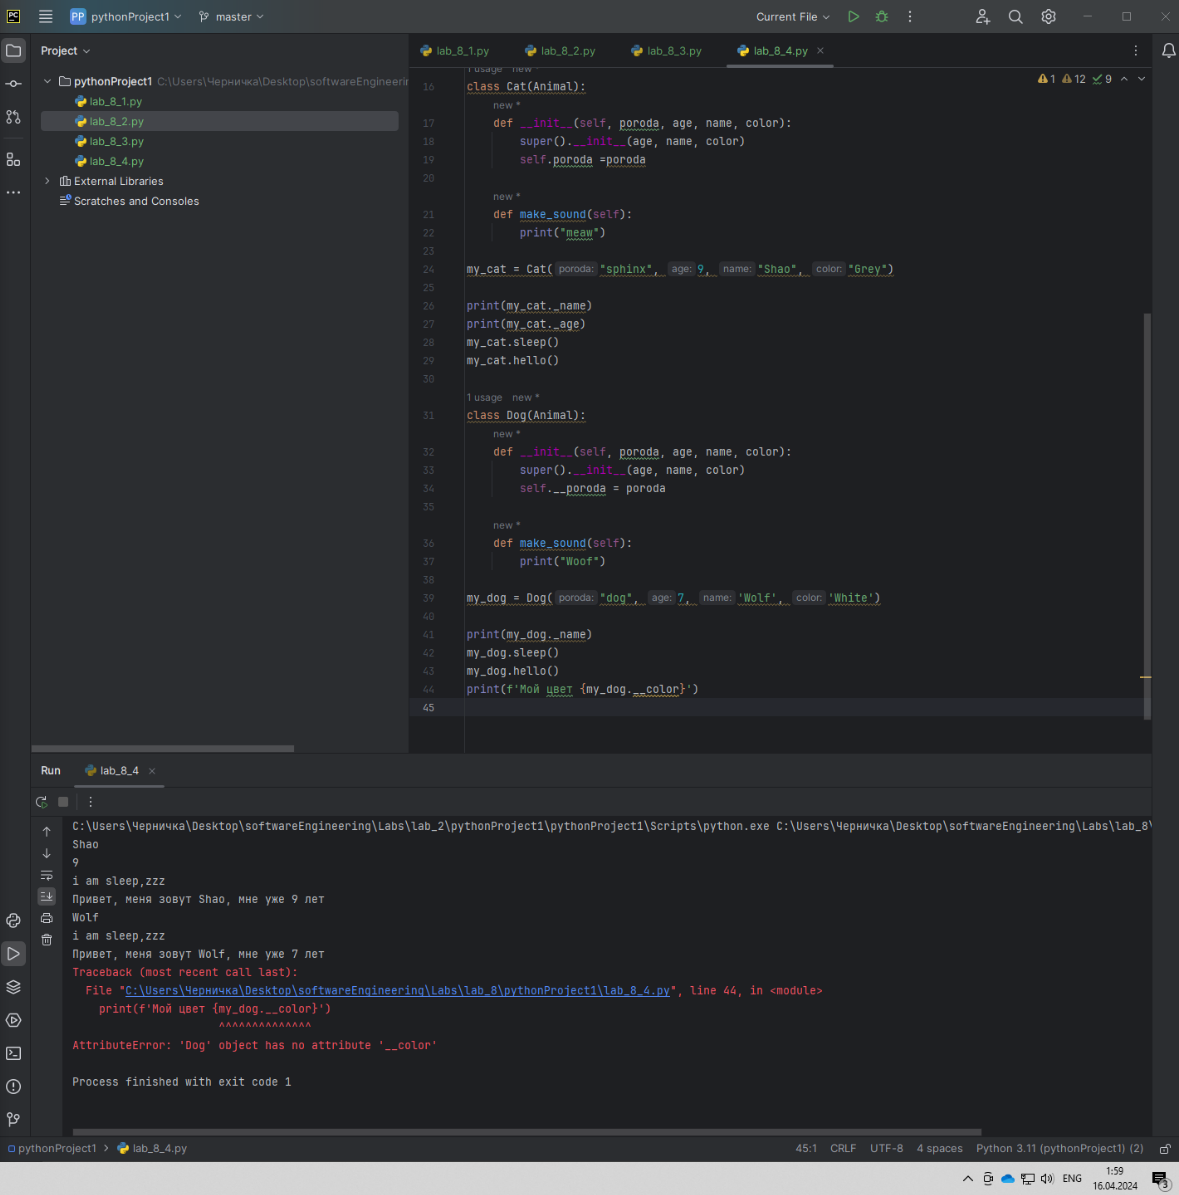 PC
PP pythonProject1
master
Current File
Project
lab_8_1.py
lab_8_2.py
lab_8_3.py
lab_8_4.py
pythonProject1 C:\Users\Черничка\Desktop\softwareEngineerin
lab_8_1.py
lab_8_2.py
lab_8_3.py
lab_8_4.py
External Libraries
Scratches and Consoles
1 12 9
1 usage new *
16 class Cat(Animal):
new *
17 def __init__(self, poroda, age, name, color):
18 super().__init__(age, name, color)
19 self.poroda =poroda
20
new *
21 def make_sound(self):
22 print("meaw")
23
24 my_cat = Cat( poroda: "sphinx", age: 9, name: "Shao", color: "Grey")
25
26 print(my_cat._name)
27 print(my_cat._age)
28 my_cat.sleep()
29 my_cat.hello()
30
1 usage new *
31 class Dog(Animal):
new *
32 def __init__(self, poroda, age, name, color):
33 super().__init__(age, name, color)
34 self.__poroda = poroda
35
new *
36 def make_sound(self):
37 print("Woof")
38
39 my_dog = Dog( poroda: "dog", age: 7, name: 'Wolf', color: 'White')
40
41 print(my_dog._name)
42 my_dog.sleep()
43 my_dog.hello()
44 print(f'Мой цвет {my_dog.__color}')
45
Run lab_8_4
C:\Users\Черничка\Desktop\softwareEngineering\Labs\lab_2\pythonProject1\pythonProject1\Scripts\python.exe C:\Users\Черничка\Desktop\softwareEngineering\Labs\lab_8\
Shao
9
i am sleep,zzz
Привет, меня зовут Shao, мне уже 9 лет
Wolf
i am sleep,zzz
Привет, меня зовут Wolf, мне уже 7 лет
Traceback (most recent call last):
File "C:\Users\Черничка\Desktop\softwareEngineering\Labs\lab_8\pythonProject1\lab_8_4.py", line 44, in <module>
print(f'Мой цвет {my_dog.__color}')
^^^^^^^^^^^^^^
AttributeError: 'Dog' object has no attribute '__color'
Process finished with exit code 1
pythonProject1 > lab_8_4.py
45:1 CRLF UTF-8 4 spaces Python 3.11 (pythonProject1) (2)
ENG
1:59
16.04.2024
3